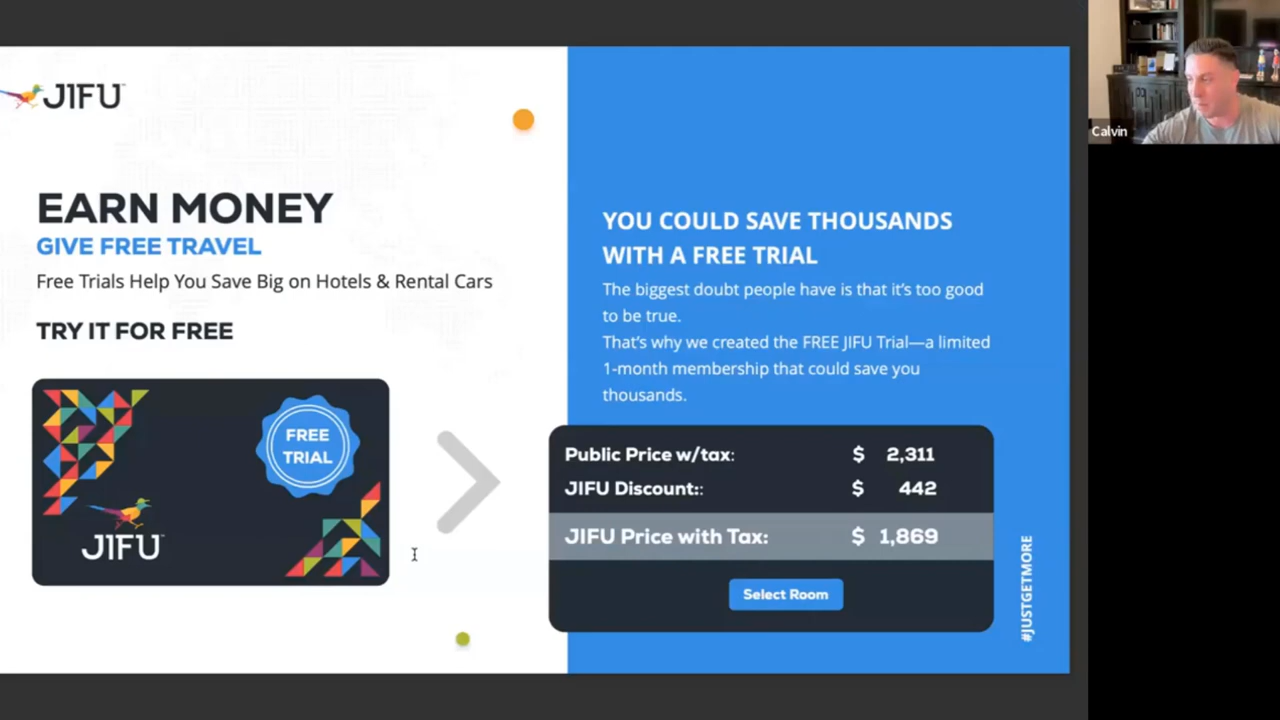 JIFU
EARN MONEY
GIVE FREE TRAVEL
Free Trials Help You Save Big on Hotels & Rental Cars
TRY IT FOR FREE
FREE
TRIAL
JIFU
YOU COULD SAVE THOUSANDS
WITH A FREE TRIAL
The biggest doubt people have is that it's too good
to be true.
That's why we created the FREE JIFU Trial—a limited
1-month membership that could save you
thousands.
Public Price w/tax: $ 2,311
JIFU Discount:: $ 442
JIFU Price with Tax: $ 1,869
Select Room
#JUSTGETMORE
Calvin